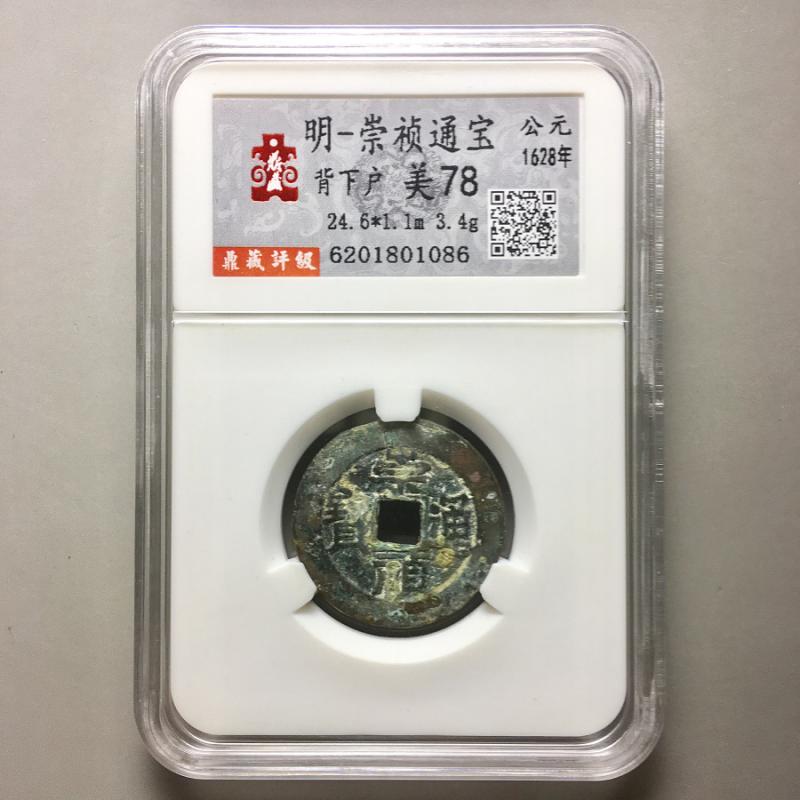 明-崇祯通宝 公元
1628年
背下户 美78
24.6*1.1m 3.4g
鼎藏評級 6201801086
崇
寶 通
禎